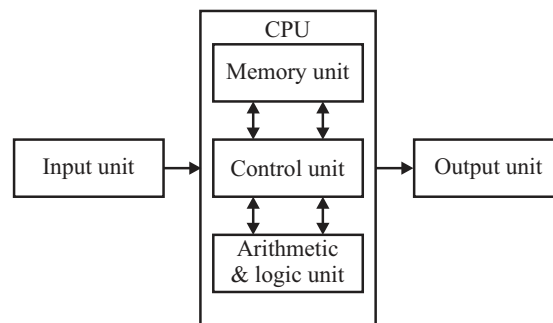 CPU
Memory unit
Input unit
Control unit
Output unit
Arithmetic
& logic unit